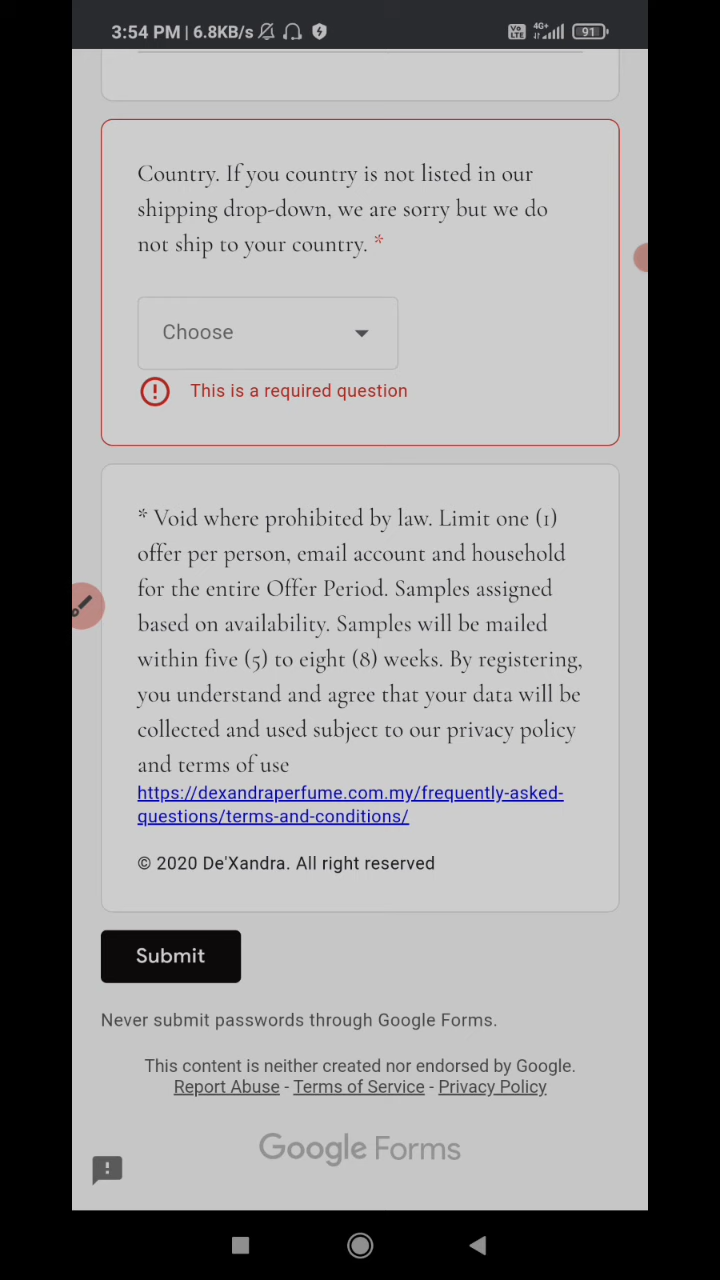 3:54 PM | 6.8KB/s
Vo LTE 4G+ 91
Country. If you country is not listed in our
shipping drop-down, we are sorry but we do
not ship to your country. *
Choose
This is a required question
* Void where prohibited by law. Limit one (1)
offer per person, email account and household
for the entire Offer Period. Samples assigned
based on availability. Samples will be mailed
within five (5) to eight (8) weeks. By registering,
you understand and agree that your data will be
collected and used subject to our privacy policy
and terms of use
https://dexandraperfume.com.my/frequently-asked-
questions/terms-and-conditions/
© 2020 De'Xandra. All right reserved
Submit
Never submit passwords through Google Forms.
This content is neither created nor endorsed by Google.
Report Abuse - Terms of Service - Privacy Policy
Google Forms